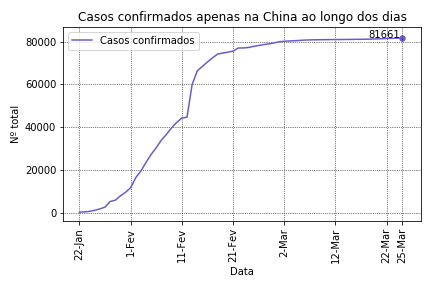 Casos confirmados apenas na China ao longo dos dias
81661
Casos confirmados
80000
60000
40000
20000
0
Nº total
22-Jan
1-Fev
11-Fev
21-Fev
2-Mar
12-Mar
22-Mar
25-Mar
Data